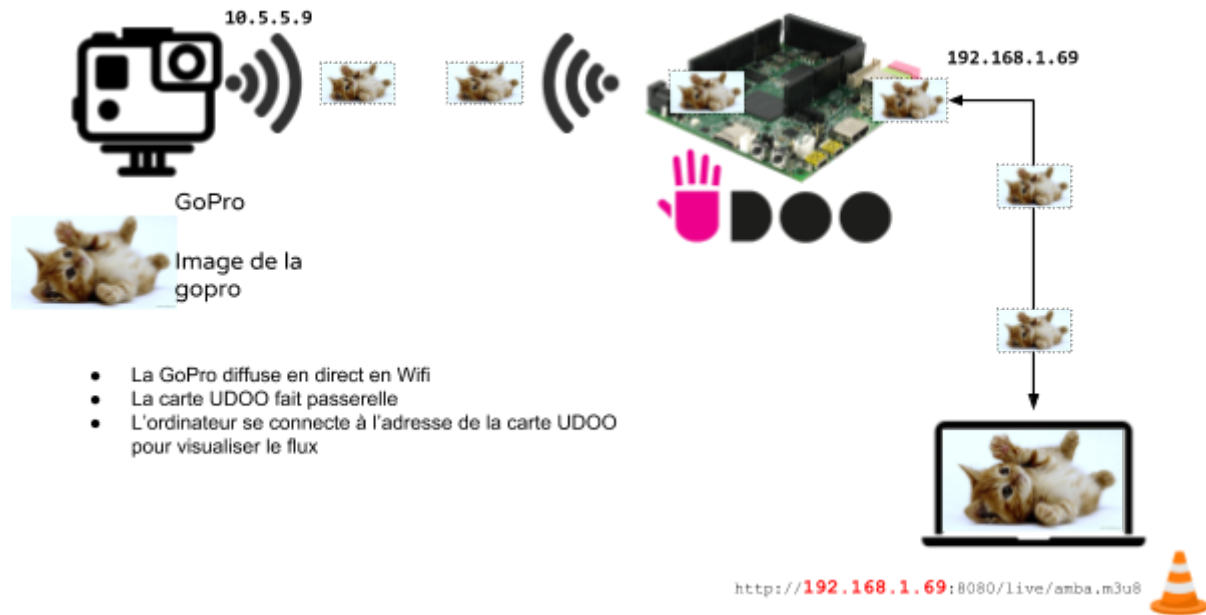 10.5.5.9
192.168.1.69
GoPro
Image de la
gopro
● La GoPro diffuse en direct en Wifi
● La carte UDOO fait passerelle
● L'ordinateur se connecte à l'adresse de la carte UDOO
pour visualiser le flux
http://192.168.1.69:8080/live/amba.m3u8